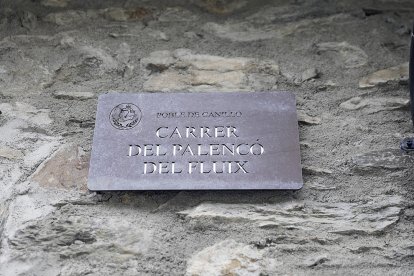 POBLE DE CANILLO
CARRER
DEL PALENCÓ
DEL FLUIX